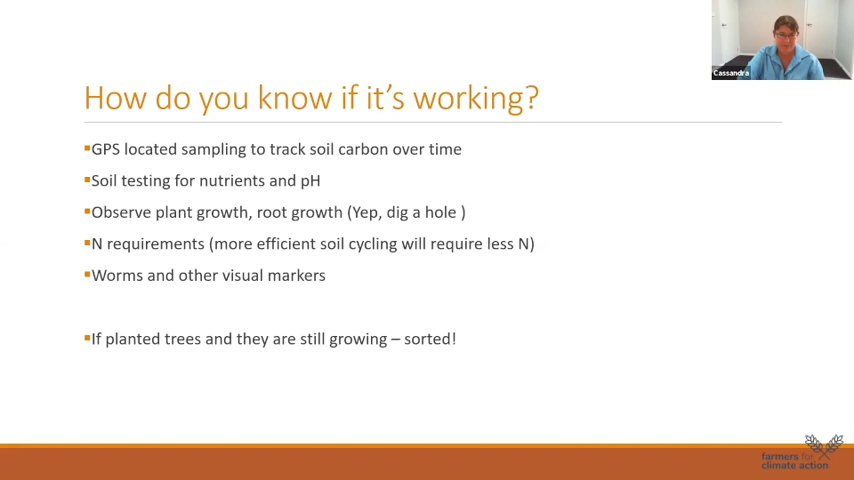 Cassandra
How do you know if it's working?
▪GPS located sampling to track soil carbon over time
▪Soil testing for nutrients and pH
▪Observe plant growth, root growth (Yep, dig a hole )
▪N requirements (more efficient soil cycling will require less N)
▪Worms and other visual markers
▪If planted trees and they are still growing – sorted!
farmers for
climate action